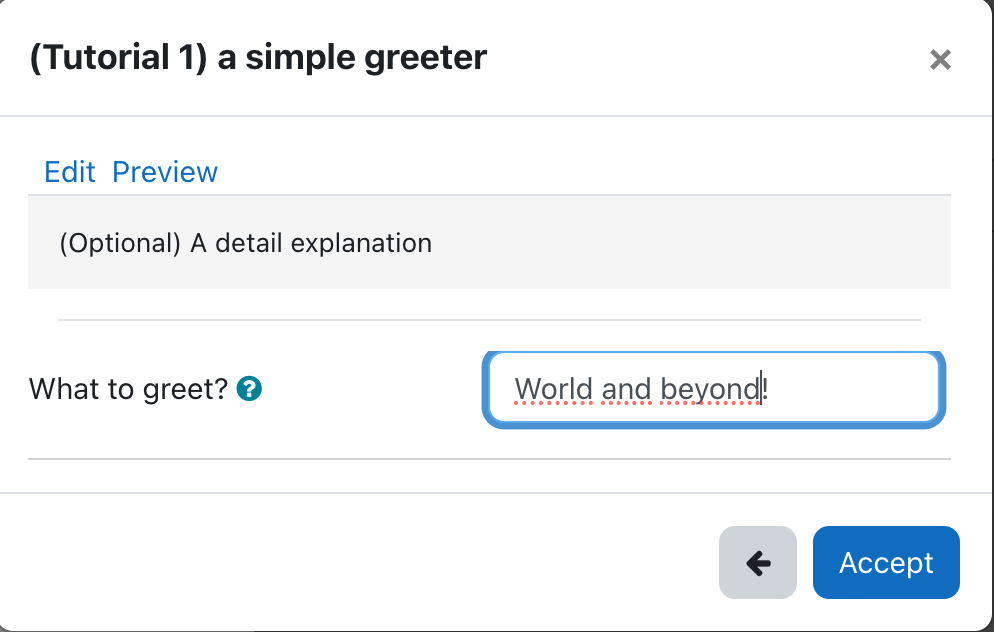 (Tutorial 1) a simple greeter
Edit Preview
(Optional) A detail explanation
What to greet?
World and beyond!
Accept